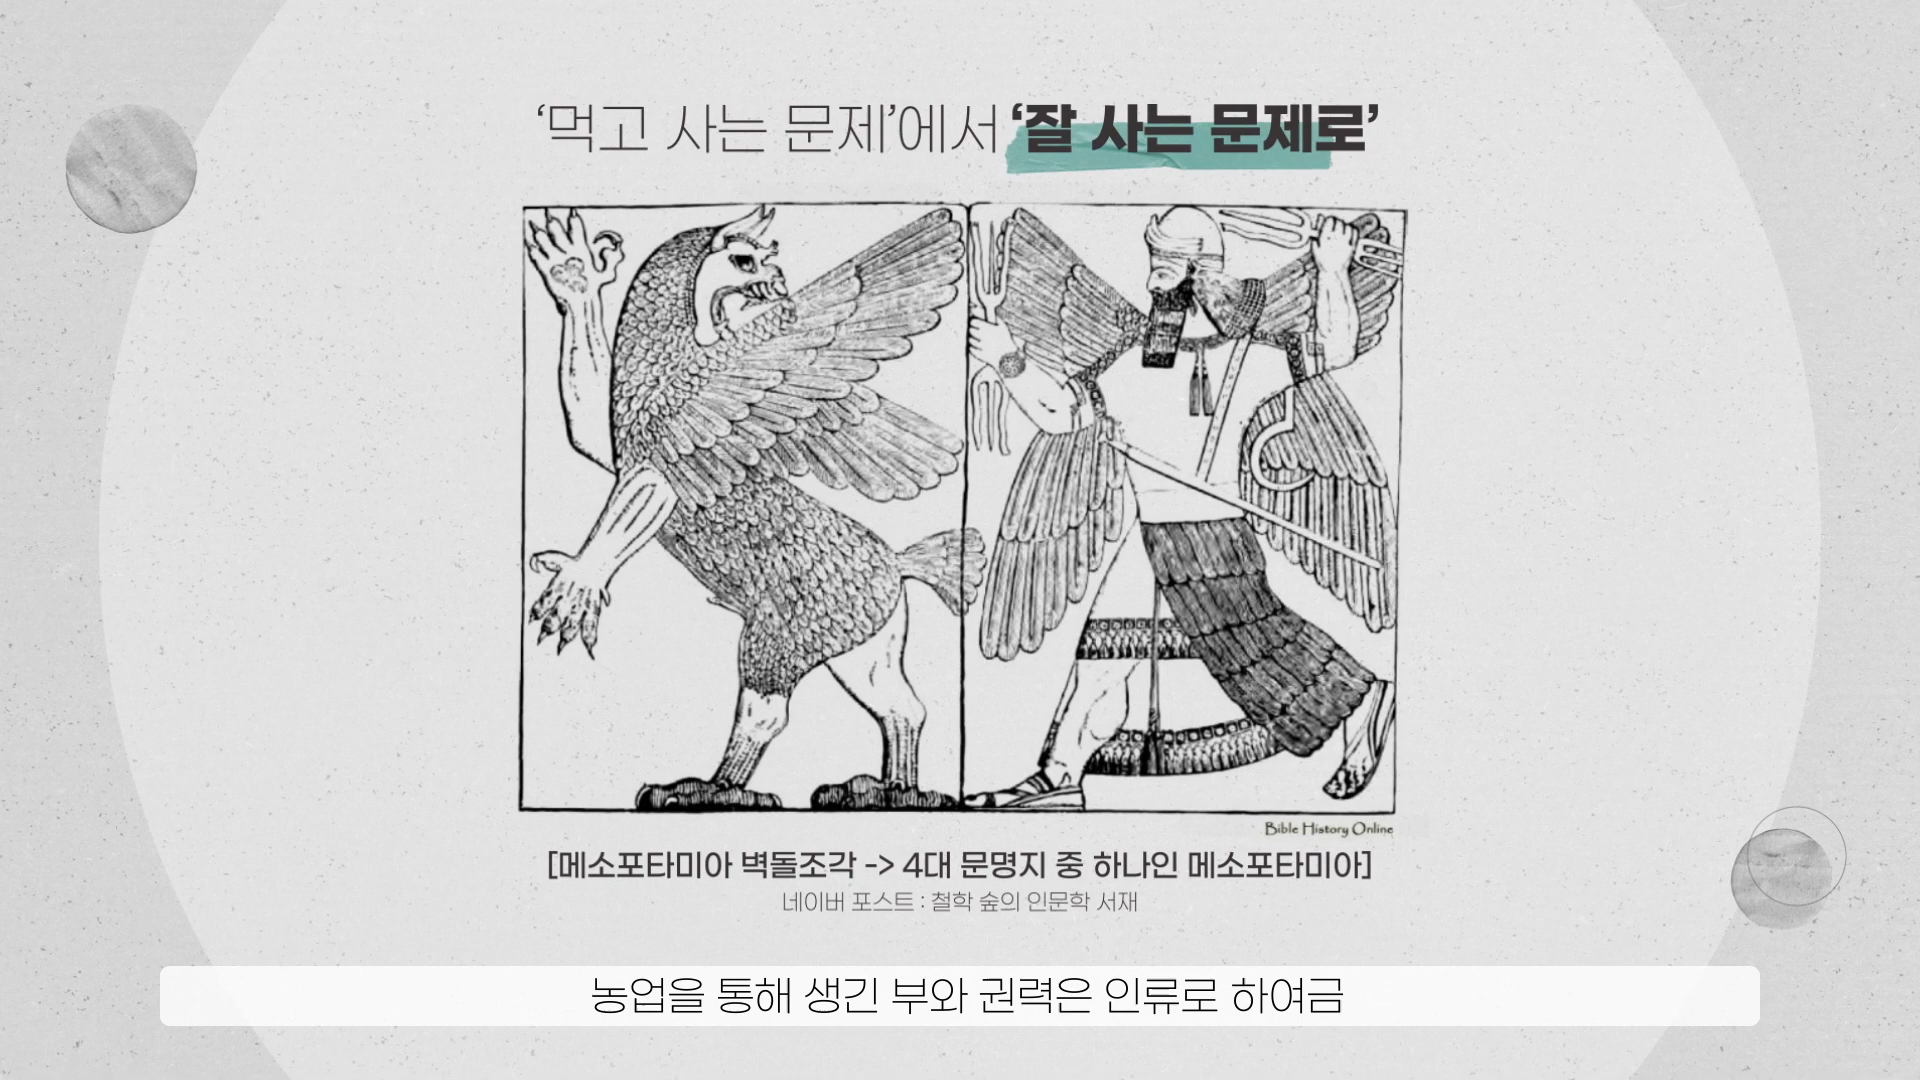 ‘먹고 사는 문제’에서 ‘잘 사는 문제로’
Bible History Online
[메소포타미아 벽돌조각 -> 4대 문명지 중 하나인 메소포타미아]
네이버 포스트 : 철학 숲의 인문학 서재
농업을 통해 생긴 부와 권력은 인류로 하여금